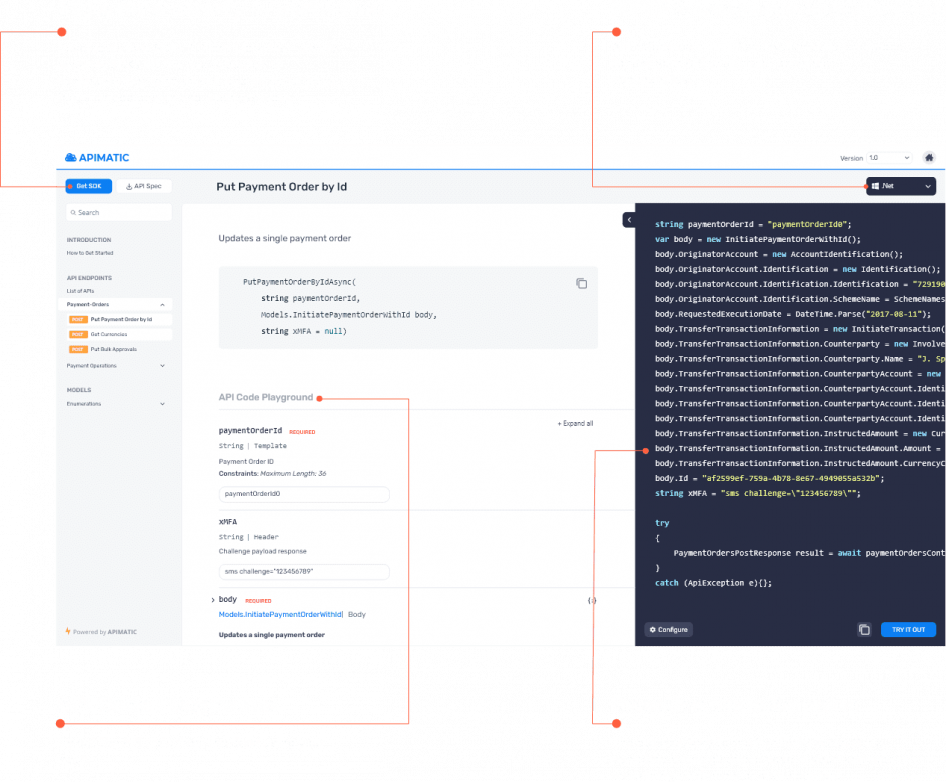 APIMATIC
Version 1.0
Get SDK
API Spec
Put Payment Order by Id
.Net
Search
INTRODUCTION
How to Get Started
API ENDPOINTS
List of APIs
Payment-Orders
POST Put Payment Order by Id
POST Get Currencies
POST Put Bulk Approvals
Payment Operations
MODELS
Enumerations
Powered by APIMATIC
Updates a single payment order
PutPaymentOrderByIdAsync(
string paymentOrderId,
Models.InitiatePaymentOrderWithId body,
string xMFA = null)
API Code Playground
+ Expand all
paymentOrderId REQUIRED
String | Template
Payment Order ID
Constraints: Maximum Length: 36
paymentOrderId0
xMFA
String | Header
Challenge payload response
sms challenge="123456789"
> body REQUIRED
Models.InitiatePaymentOrderWithId| Body
Updates a single payment order
string paymentOrderId = "paymentOrderId0";
var body = new InitiatePaymentOrderWithId();
body.OriginatorAccount = new AccountIdentification();
body.OriginatorAccount.Identification = new Identification();
body.OriginatorAccount.Identification.Identification = "729190
body.OriginatorAccount.Identification.SchemeName = SchemeNames
body.RequestedExecutionDate = DateTime.Parse("2017-08-11");
body.TransferTransactionInformation = new InitiateTransaction(
body.TransferTransactionInformation.Counterparty = new Involve
body.TransferTransactionInformation.Counterparty.Name = "J. Sp
body.TransferTransactionInformation.CounterpartyAccount = new
body.TransferTransactionInformation.CounterpartyAccount.Identi
body.TransferTransactionInformation.CounterpartyAccount.Identi
body.TransferTransactionInformation.CounterpartyAccount.Identi
body.TransferTransactionInformation.InstructedAmount = new Cur
body.TransferTransactionInformation.InstructedAmount.Amount =
body.TransferTransactionInformation.InstructedAmount.CurrencyC
body.Id = "af2599ef-759a-4b78-8e67-4949055a532b";
string xMFA = "sms challenge=\"123456789\"";
try
{
PaymentOrdersPostResponse result = await paymentOrdersCont
}
catch (ApiException e){};
Configure
TRY IT OUT